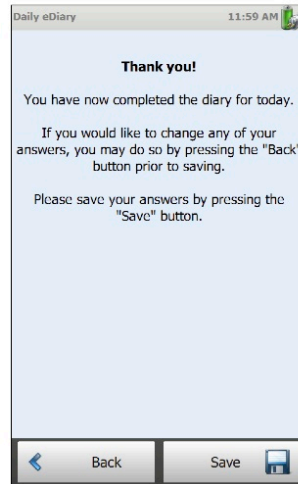 Daily eDiary 11:59 AM
Thank you!
You have now completed the diary for today.
If you would like to change any of your
answers, you may do so by pressing the "Back"
button prior to saving.
Please save your answers by pressing the
"Save" button.
Back Save